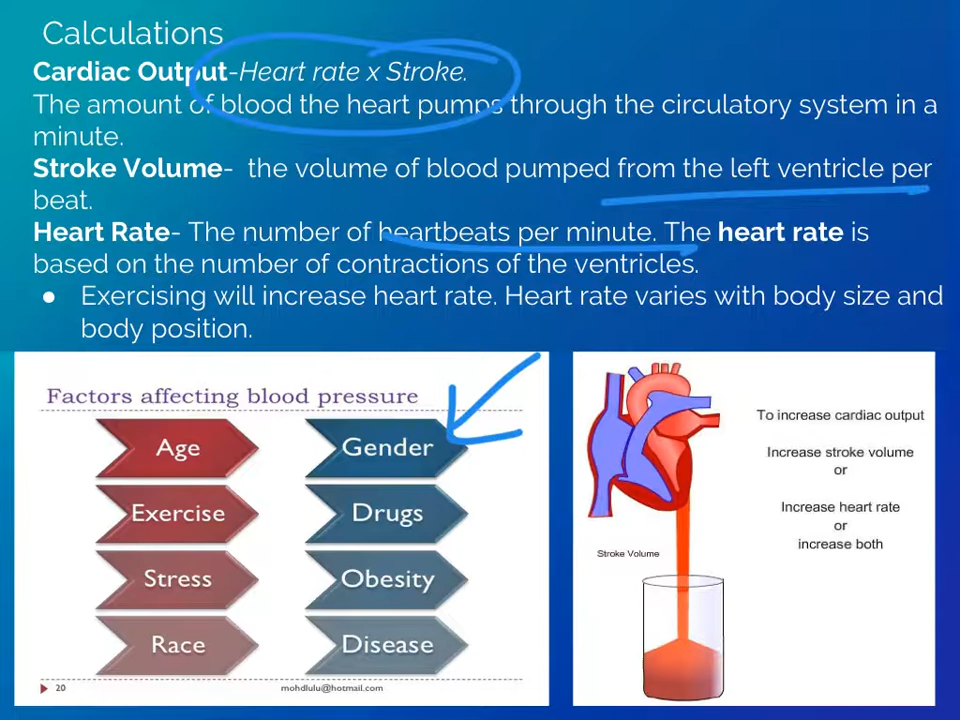 Calculations
Cardiac Output-Heart rate x Stroke.
The amount of blood the heart pumps through the circulatory system in a
minute.
Stroke Volume-  the volume of blood pumped from the left ventricle per
beat.
Heart Rate- The number of heartbeats per minute. The heart rate is
based on the number of contractions of the ventricles.
● Exercising will increase heart rate. Heart rate varies with body size and
body position.
Factors affecting blood pressure
Age
Gender
Exercise
Drugs
Stress
Obesity
Race
Disease
20
mohdlulu@hotmail.com
To increase cardiac output
Increase stroke volume
or
Increase heart rate
or
increase both
Stroke Volume